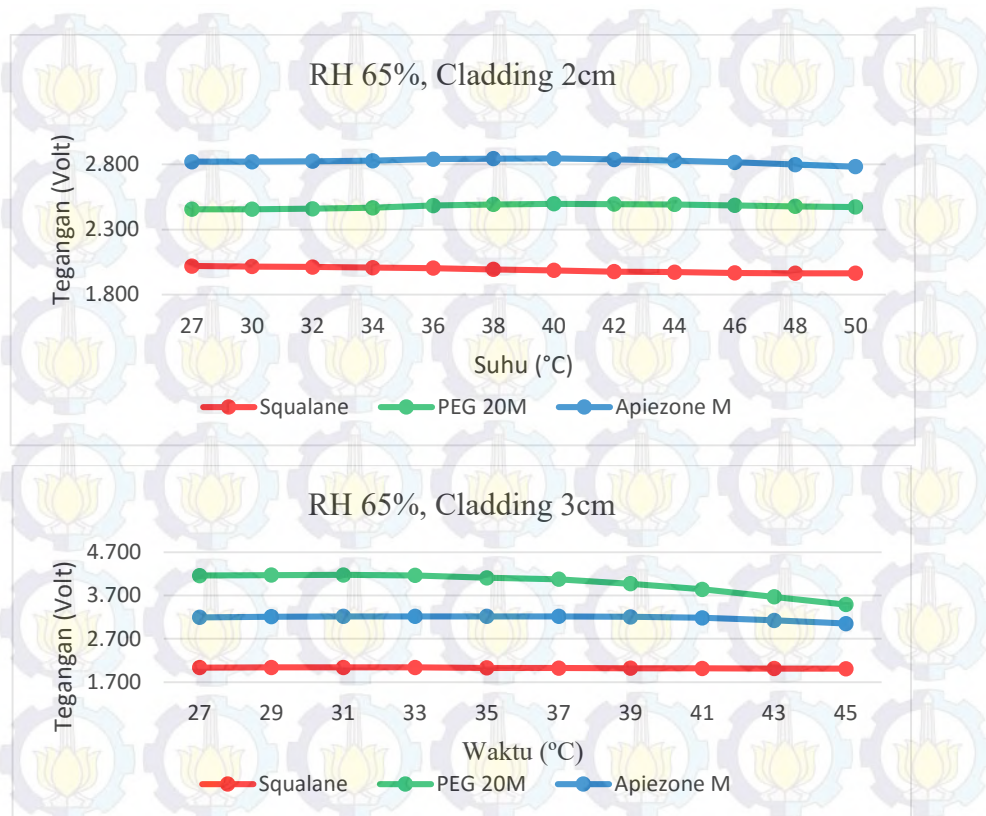 RH 65%, Cladding 2cm
Tegangan (Volt)
2.800
2.300
1.800
27 30 32 34 36 38 40 42 44 46 48 50
Suhu (°C)
Squalane PEG 20M Apiezone M
RH 65%, Cladding 3cm
Tegangan (Volt)
4.700
3.700
2.700
1.700
27 29 31 33 35 37 39 41 43 45
Waktu (ºC)
Squalane PEG 20M Apiezone M